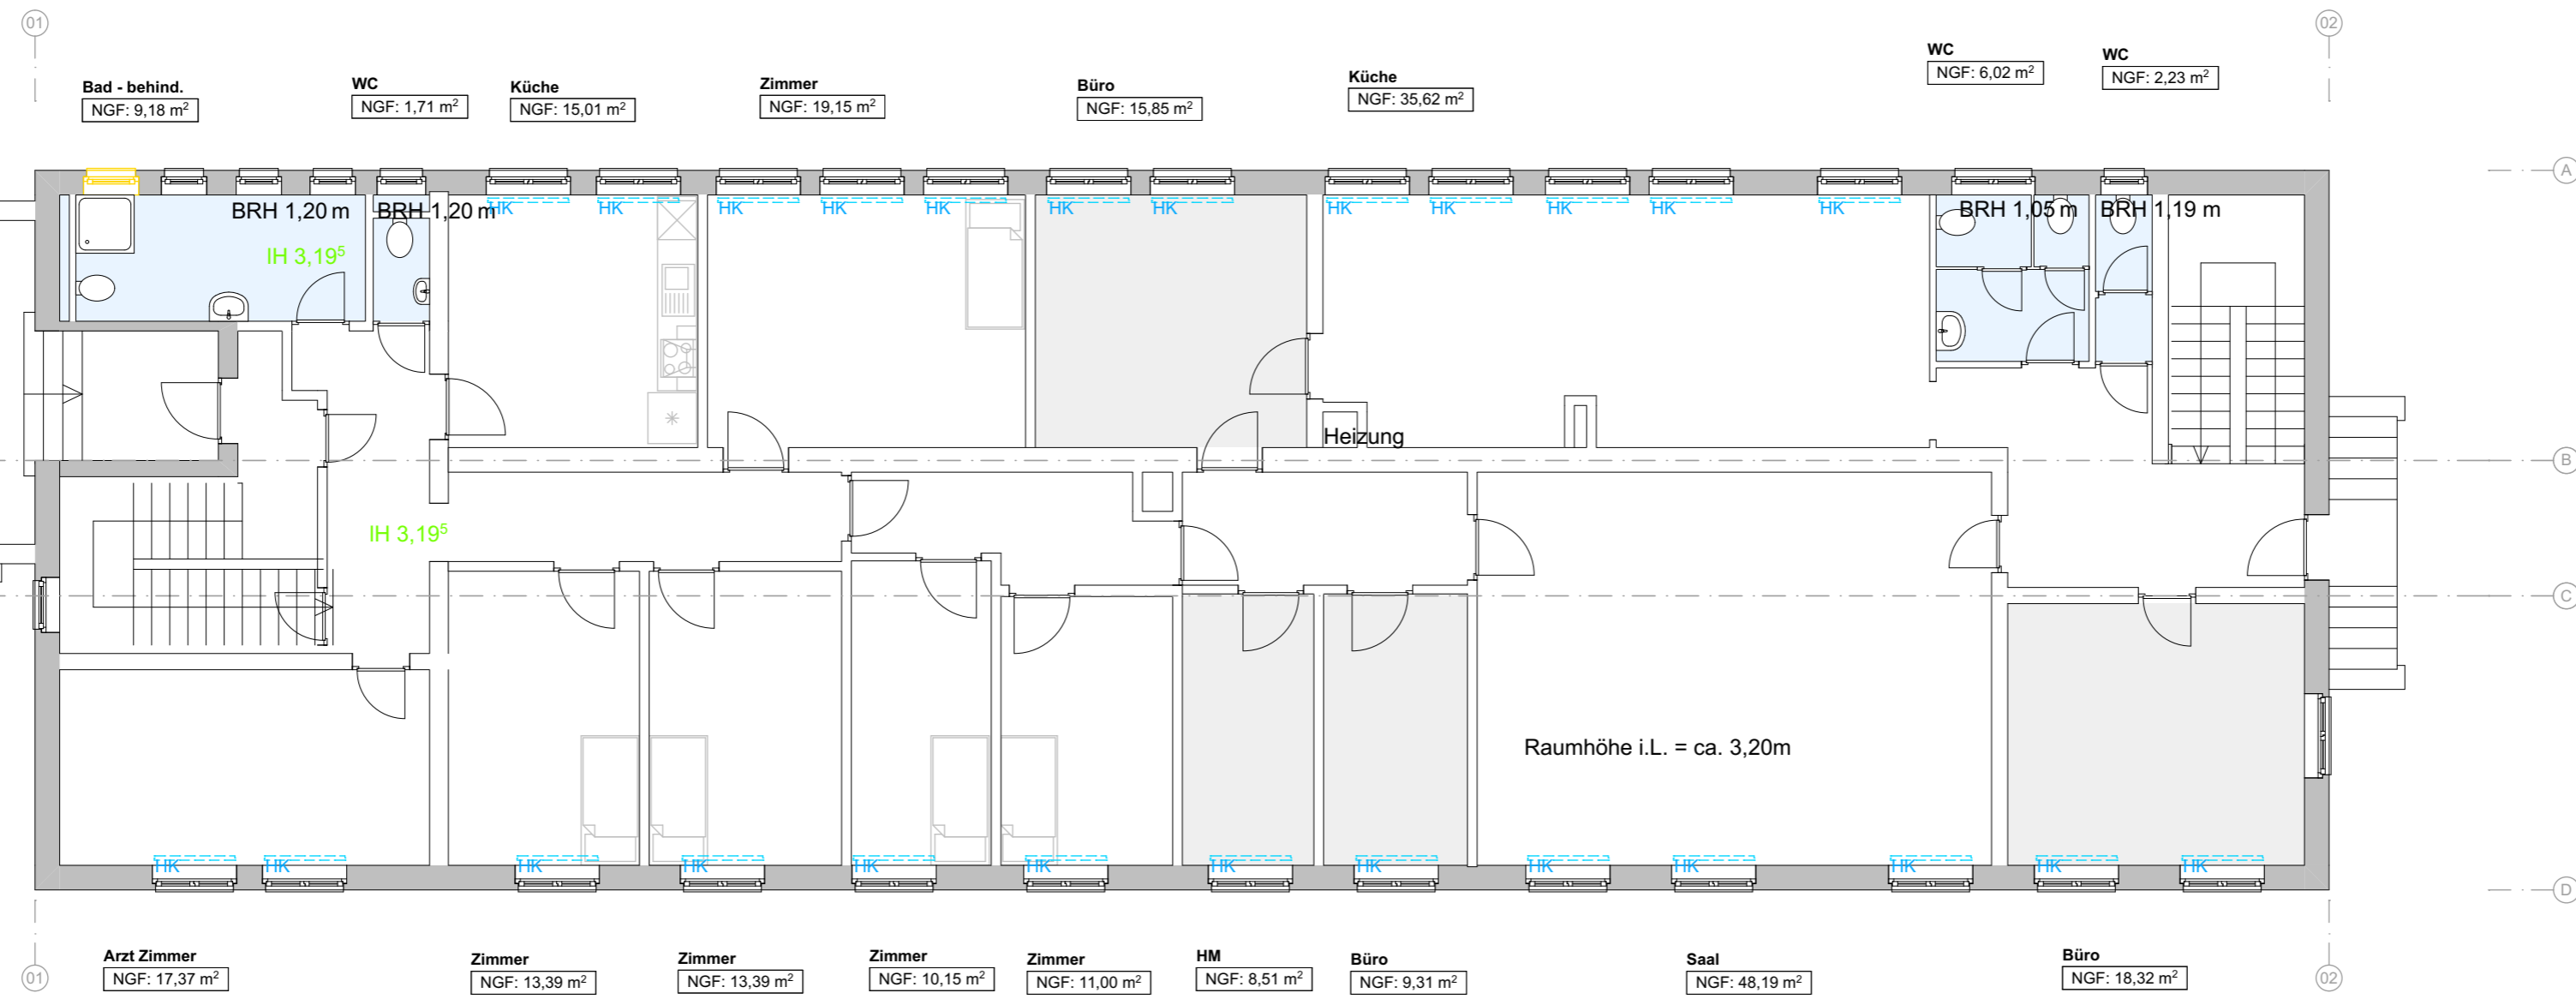 01
02
Bad - behind.
NGF: 9,18 m²
WC
NGF: 1,71 m²
Küche
NGF: 15,01 m²
Zimmer
NGF: 19,15 m²
Büro
NGF: 15,85 m²
Küche
NGF: 35,62 m²
WC
NGF: 6,02 m²
WC
NGF: 2,23 m²
A
HK
HK
HK
HK
HK
HK
HK
HK
HK
HK
HK
HK
BRH 1,20 m
BRH 1,20 m
BRH 1,05 m
BRH 1,19 m
IH 3,19⁵
Heizung
B
IH 3,19⁵
C
Raumhöhe i.L. = ca. 3,20m
HK
HK
HK
HK
HK
HK
HK
HK
HK
HK
HK
HK
HK
D
Arzt Zimmer
NGF: 17,37 m²
Zimmer
NGF: 13,39 m²
Zimmer
NGF: 13,39 m²
Zimmer
NGF: 10,15 m²
Zimmer
NGF: 11,00 m²
HM
NGF: 8,51 m²
Büro
NGF: 9,31 m²
Saal
NGF: 48,19 m²
Büro
NGF: 18,32 m²
01
02